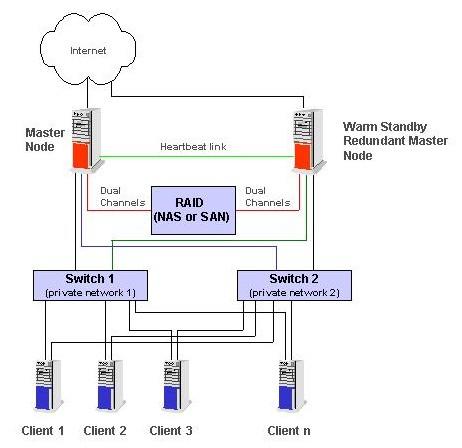 Internet
Master
Node
Heartbeat link
Warm Standby
Redundant Master
Node
Dual
Channels
RAID
(NAS or SAN)
Dual
Channels
Switch 1
(private network 1)
Switch 2
(private network 2)
Client 1
Client 2
Client 3
Client n